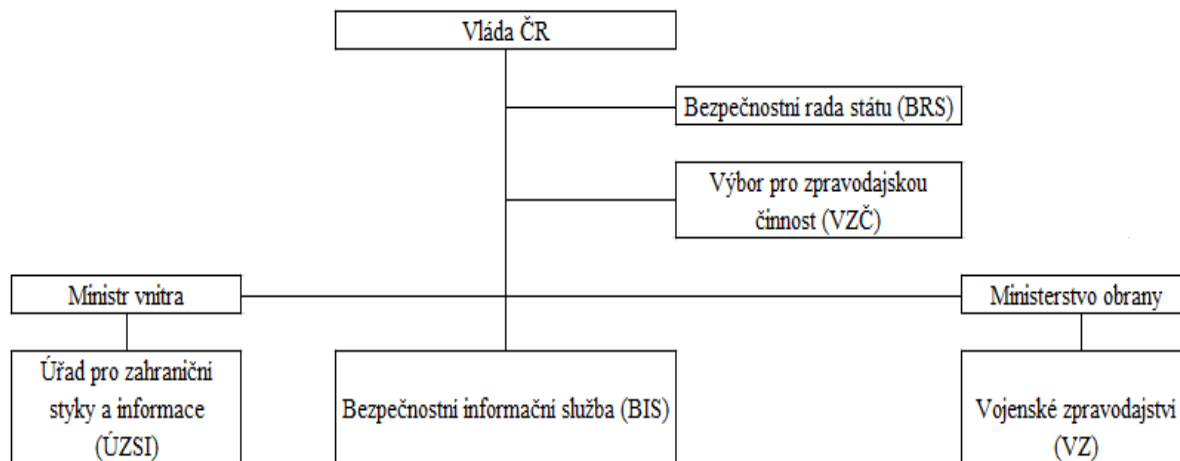 Vláda ČR
Bezpečnostní rada státu (BRS)
Výbor pro zpravodajskou
činnost (VZČ)
Ministr vnitra
Ministerstvo obrany
Úřad pro zahraniční
styky a informace
(ÚZSI)
Bezpečnostní informační služba (BIS)
Vojenské zpravodajství
(VZ)